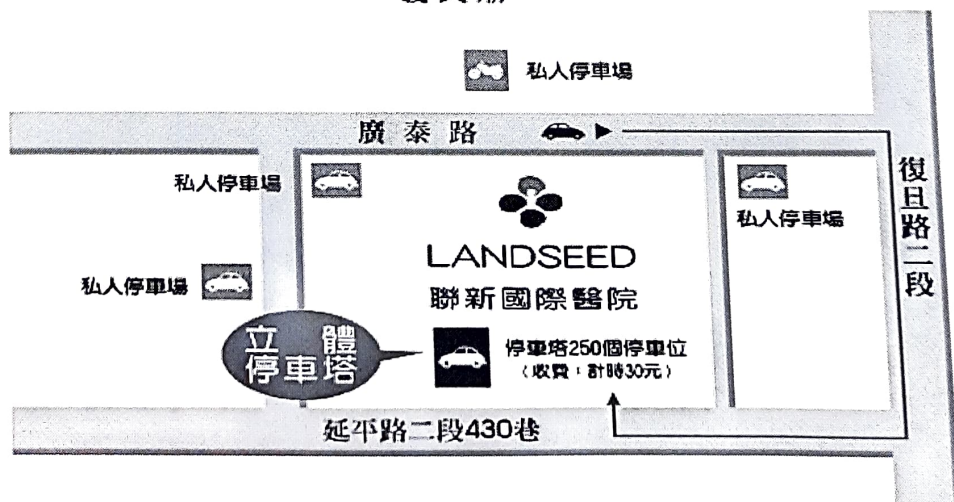 私人停車場
廣泰路
私人停車場
LANDSEED
聯新國際醫院
私人停車場
復旦路二段
私人停車場
立體
停車塔
停車塔250個停車位
（收費：計時30元）
延平路二段430巷